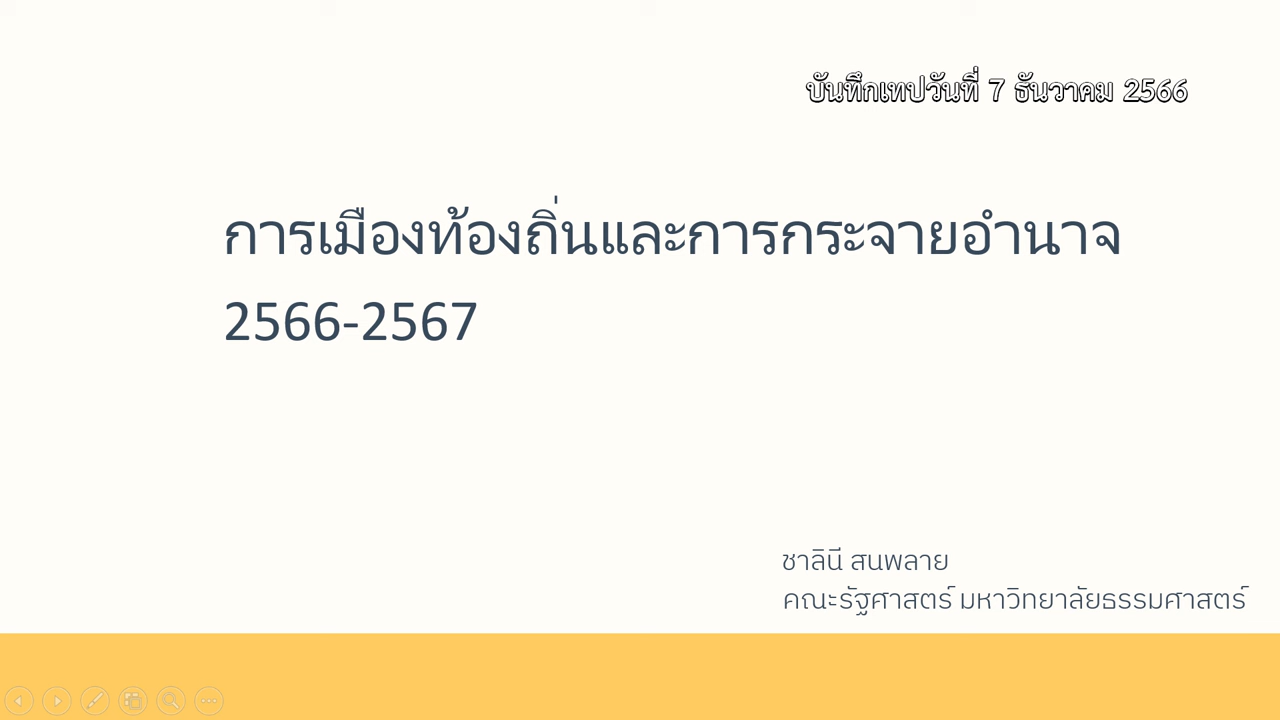 บันทึกเทปวันที่ 7 ธันวาคม 2566
การเมืองท้องถิ่นและการกระจายอำนาจ
2566-2567
ชาลินี สนพลาย
คณะรัฐศาสตร์ มหาวิทยาลัยธรรมศาสตร์